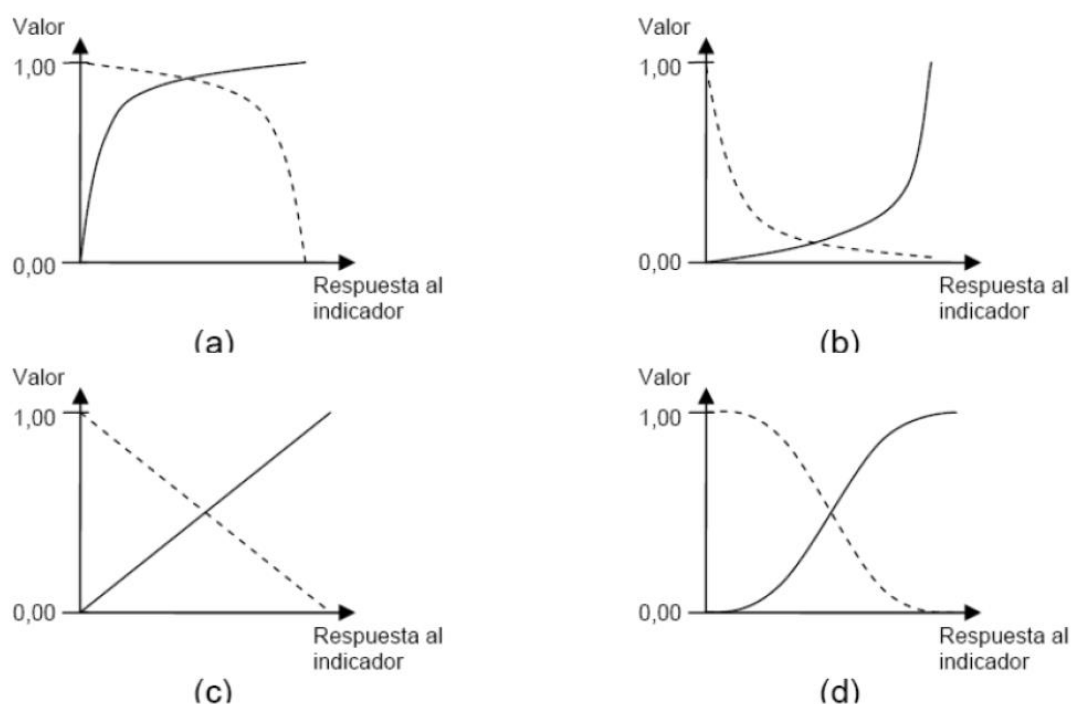 Valor
1,00
0,00
Respuesta al
indicador
(a)
Valor
1,00
0,00
Respuesta al
indicador
(b)
Valor
1,00
0,00
Respuesta al
indicador
(c)
Valor
1,00
0,00
Respuesta al
indicador
(d)